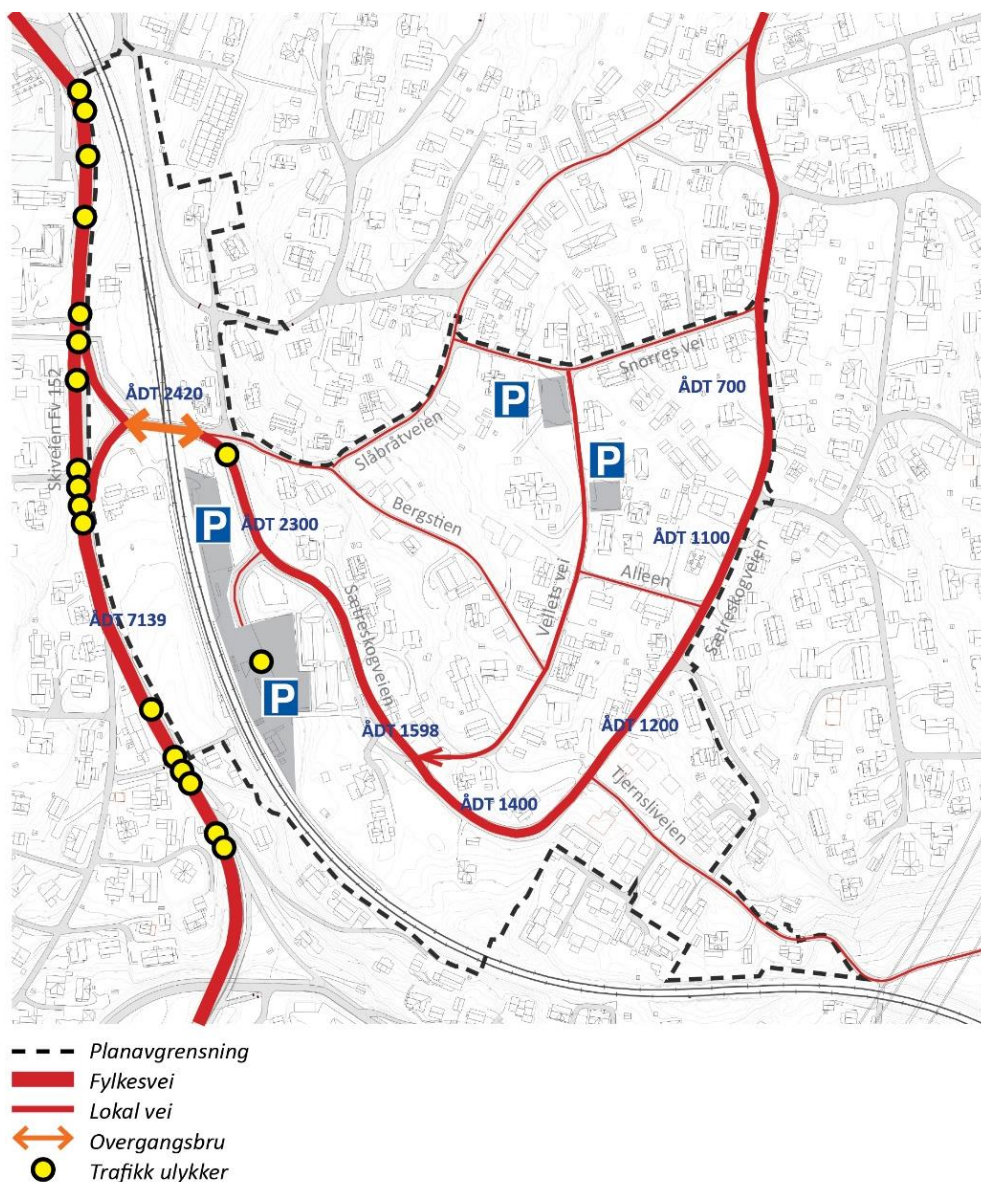 ÅDT 2420
Skiveien Fv 152
Snorres vei
ÅDT 700
P
Slåbråtveien
P
Bergstien
P
ÅDT 2300
ÅDT 1100
Alleen
Vellets vei
Sætreskogveien
Sætreskogveien
ÅDT 7139
P
ÅDT 1598
ÅDT 1200
Tjernsliveien
ÅDT 1400
Planavgrensning
Fylkesvei
Lokal vei
Overgangsbru
Trafikk ulykker